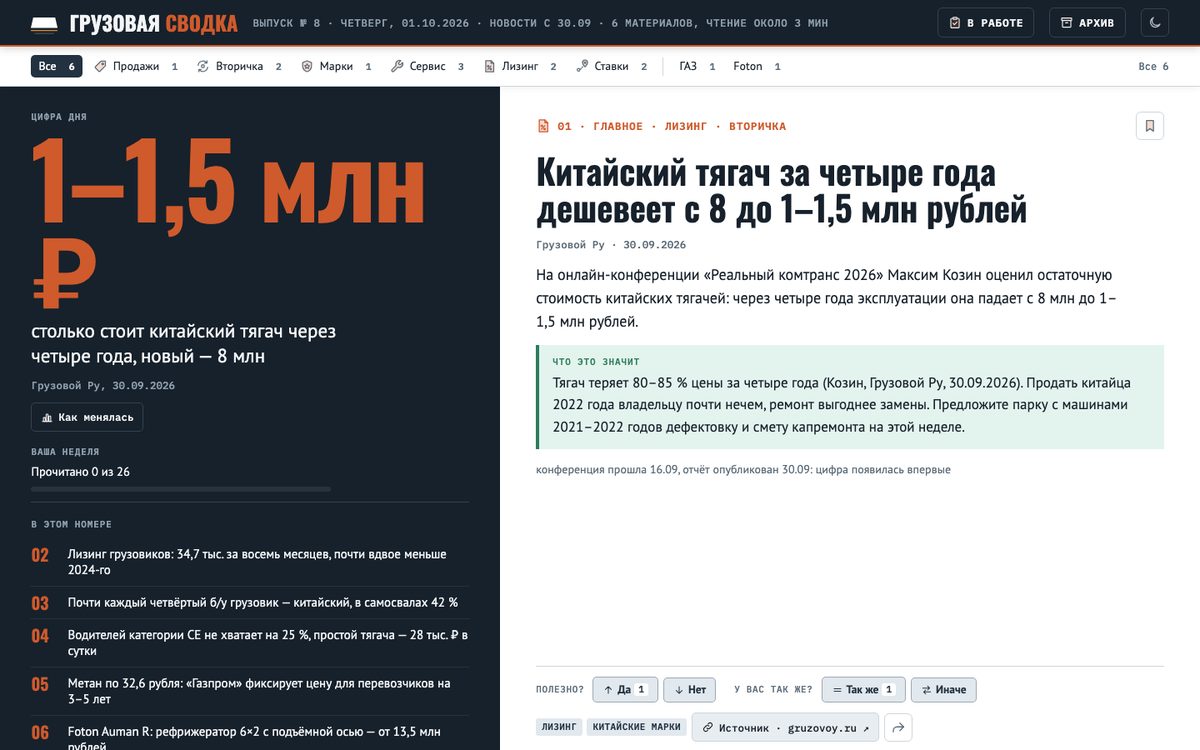 ГРУЗОВАЯ СВОДКА
ВЫПУСК № 8 · ЧЕТВЕРГ, 01.10.2026 · НОВОСТИ С 30.09 · 6 МАТЕРИАЛОВ, ЧТЕНИЕ ОКОЛО 3 МИН
В РАБОТЕ
АРХИВ
Все 6
Продажи 1
Вторичка 2
Марки 1
Сервис 3
Лизинг 2
Ставки 2
ГАЗ 1
Foton 1
Все 6
ЦИФРА ДНЯ
1–1,5 млн
₽
столько стоит китайский тягач через
четыре года, новый — 8 млн
Грузовой Ру, 30.09.2026
Как менялась
ВАША НЕДЕЛЯ
Прочитано 0 из 26
В ЭТОМ НОМЕРЕ
02 Лизинг грузовиков: 34,7 тыс. за восемь месяцев, почти вдвое меньше
2024-го
03 Почти каждый четвёртый б/у грузовик — китайский, в самосвалах 42 %
04 Водителей категории CE не хватает на 25 %, простой тягача — 28 тыс. ₽ в
сутки
05 Метан по 32,6 рубля: «Газпром» фиксирует цену для перевозчиков на
3–5 лет
06 Foton Auman R: рефрижератор 6×2 с подъёмной осью — от 13,5 млн
рублей
01 · ГЛАВНОЕ · ЛИЗИНГ · ВТОРИЧКА
Китайский тягач за четыре года
дешевеет с 8 до 1–1,5 млн рублей
Грузовой Ру · 30.09.2026
На онлайн-конференции «Реальный комтранс 2026» Максим Козин оценил остаточную
стоимость китайских тягачей: через четыре года эксплуатации она падает с 8 млн до 1–
1,5 млн рублей.
ЧТО ЭТО ЗНАЧИТ
Тягач теряет 80–85 % цены за четыре года (Козин, Грузовой Ру, 30.09.2026). Продать китайца
2022 года владельцу почти нечем, ремонт выгоднее замены. Предложите парку с машинами
2021–2022 годов дефектовку и смету капремонта на этой неделе.
конференция прошла 16.09, отчёт опубликован 30.09: цифра появилась впервые
ПОЛЕЗНО? ↑ Да 1 ↓ Нет У ВАС ТАК ЖЕ? = Так же 1 ⇄ Иначе
ЛИЗИНГ КИТАЙСКИЕ МАРКИ Источник · gruzovoy.ru ↗